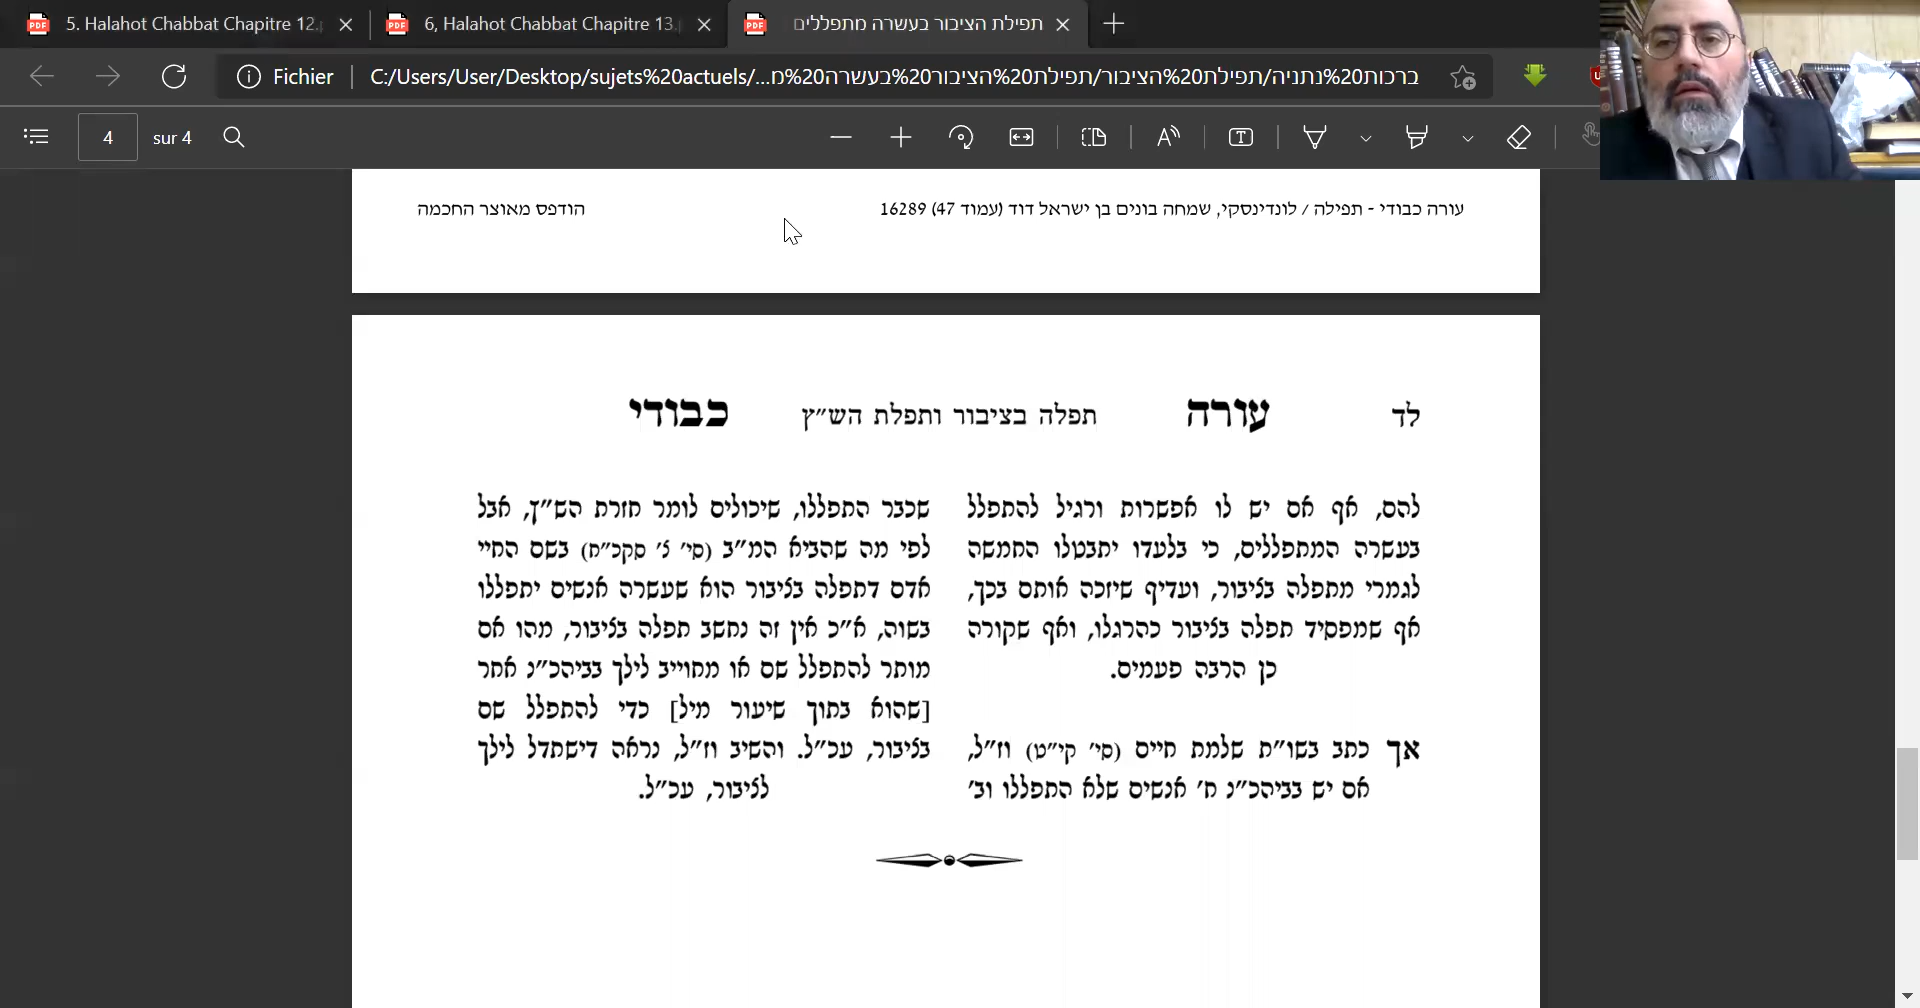 5. Halahot Chabbat Chapitre 12.
6, Halahot Chabbat Chapitre 13.
תפילת הציבור בעשרה מתפללים
Fichier
C:/Users/User/Desktop/sujets%20actuels/ברכות%20נתניה/תפילת%20הציבור/תפילת%20הציבור%20בעשרה%20מ...
4 sur 4
עורה כבודי - תפילה / לונדינסקי, שמחה בונים בן ישראל דוד (עמוד 47) 16289
הודפס מאוצר החכמה
לד עורה תפלה בציבור ותפלת הש״ץ כבודי
להם, אף אם יש לו אפשרות ורגיל להתפלל
בעשרה המתפללים, כי בלעדו יתבטלו החמשה
לגמרי מתפלה בציבור, ועדיף שיזכה אותם בכך,
אף שמפסיד תפלה בציבור כהרגלו, ואף שקורה
כן הרבה פעמים.
אך כתב בשו״ת שלמת חיים (סי׳ קי״ט) וז״ל,
אם יש בביהכ״נ ח׳ אנשים שלא התפללו וב׳
שכבר התפללו, שיכולים לומר חזרת הש״ץ, אבל
לפי מה שהביא המ״ב (סי׳ צ׳ סקכ״ח) בשם החיי
אדם דתפלה בציבור הוא שעשרה אנשים יתפללו
בשוה, א״כ אין זה נחשב תפלה בציבור, מהו אם
מותר להתפלל שם או מחוייב לילך בביהכ״נ אחר
[שהוא בתוך שיעור מיל] כדי להתפלל שם
בציבור, עכ״ל. והשיב וז״ל, נראה דישתדל לילך
לציבור, עכ״ל.